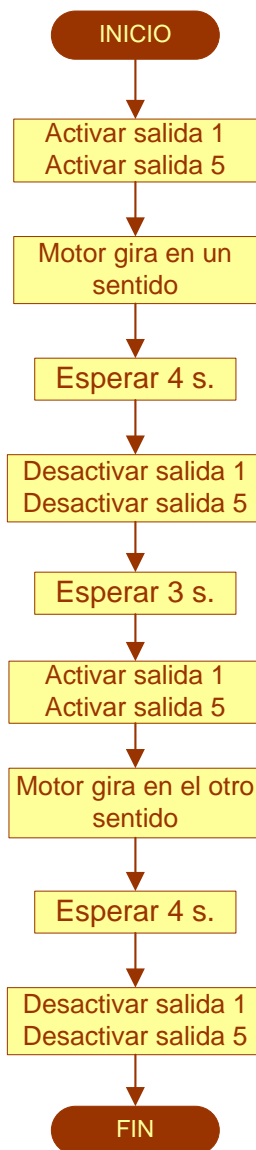 INICIO
Activar salida 1
Activar salida 5
Motor gira en un
sentido
Esperar 4 s.
Desactivar salida 1
Desactivar salida 5
Esperar 3 s.
Activar salida 1
Activar salida 5
Motor gira en el otro
sentido
Esperar 4 s.
Desactivar salida 1
Desactivar salida 5
FIN